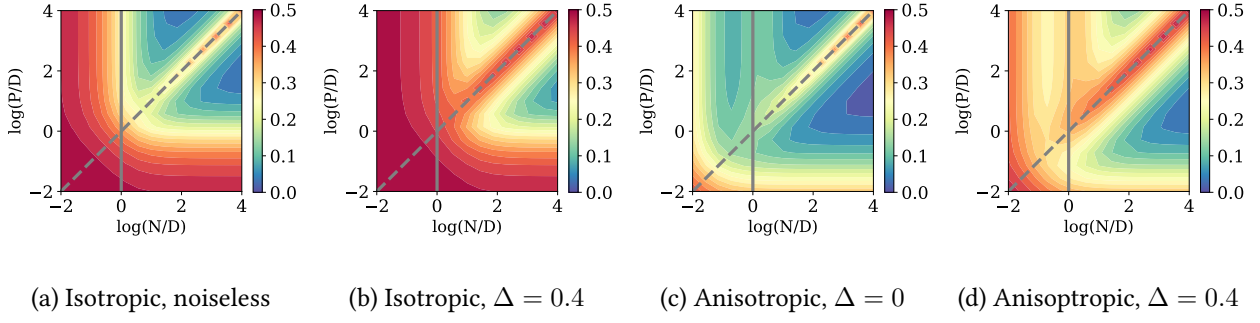 4
2
0
−2
log(P/D)
−2 0 2 4
log(N/D)
0.5
0.4
0.3
0.2
0.1
0.0
4
2
0
−2
log(P/D)
−2 0 2 4
log(N/D)
0.5
0.4
0.3
0.2
0.1
0.0
4
2
0
−2
log(P/D)
−2 0 2 4
log(N/D)
0.5
0.4
0.3
0.2
0.1
0.0
4
2
0
−2
log(P/D)
−2 0 2 4
log(N/D)
0.5
0.4
0.3
0.2
0.1
0.0
(a) Isotropic, noiseless
(b) Isotropic, Δ = 0.4
(c) Anisotropic, Δ = 0
(d) Anisoptropic, Δ = 0.4